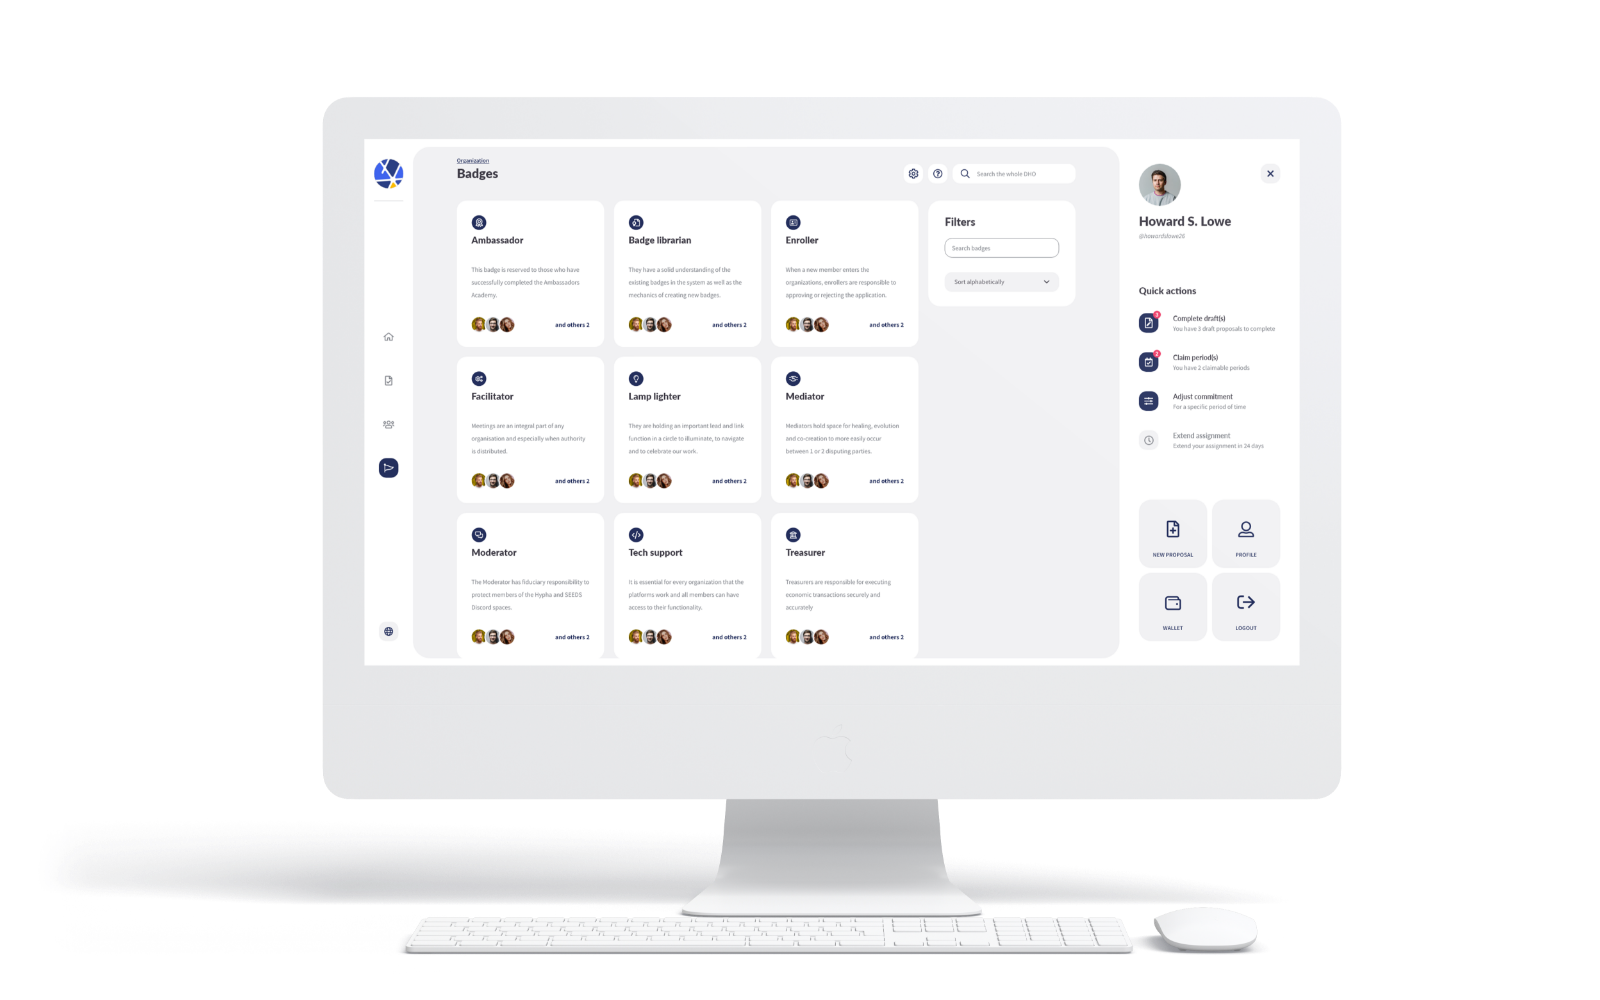 Organization
Badges
Search the whole DHO
Ambassador
This badge is reserved to those who have
successfully completed the Ambassadors
Academy.
and others 2
Badge librarian
They have a solid understanding of the
existing badges in the system as well as the
mechanics of creating new badges.
and others 2
Enroller
When a new member enters the
organizations, enrollers are responsible to
approving or rejecting the application.
and others 2
Filters
Search badges
Sort alphabetically
Facilitator
Meetings are an integral part of any
organisation and especially when authority
is distributed.
and others 2
Lamp lighter
They are holding an important lead and link
function in a circle to illuminate, to navigate
and to celebrate our work.
and others 2
Mediator
Mediators hold space for healing, evolution
and co-creation to more easily occur
between 1 or 2 disputing parties.
and others 2
Moderator
The Moderator has fiduciary responsibility to
protect members of the Hypha and SEEDS
Discord spaces.
and others 2
Tech support
It is essential for every organization that the
platforms work and all members can have
access to their functionality.
and others 2
Treasurer
Treasurers are responsible for executing
economic transactions securely and
accurately
and others 2
Howard S. Lowe
@howardslowe26
Quick actions
3
Complete draft(s)
You have 3 draft proposals to complete
2
Claim period(s)
You have 2 claimable periods
Adjust commitment
For a specific period of time
Extend assignment
Extend your assignment in 34 days
NEW PROPOSAL
PROFILE
WALLET
LOGOUT